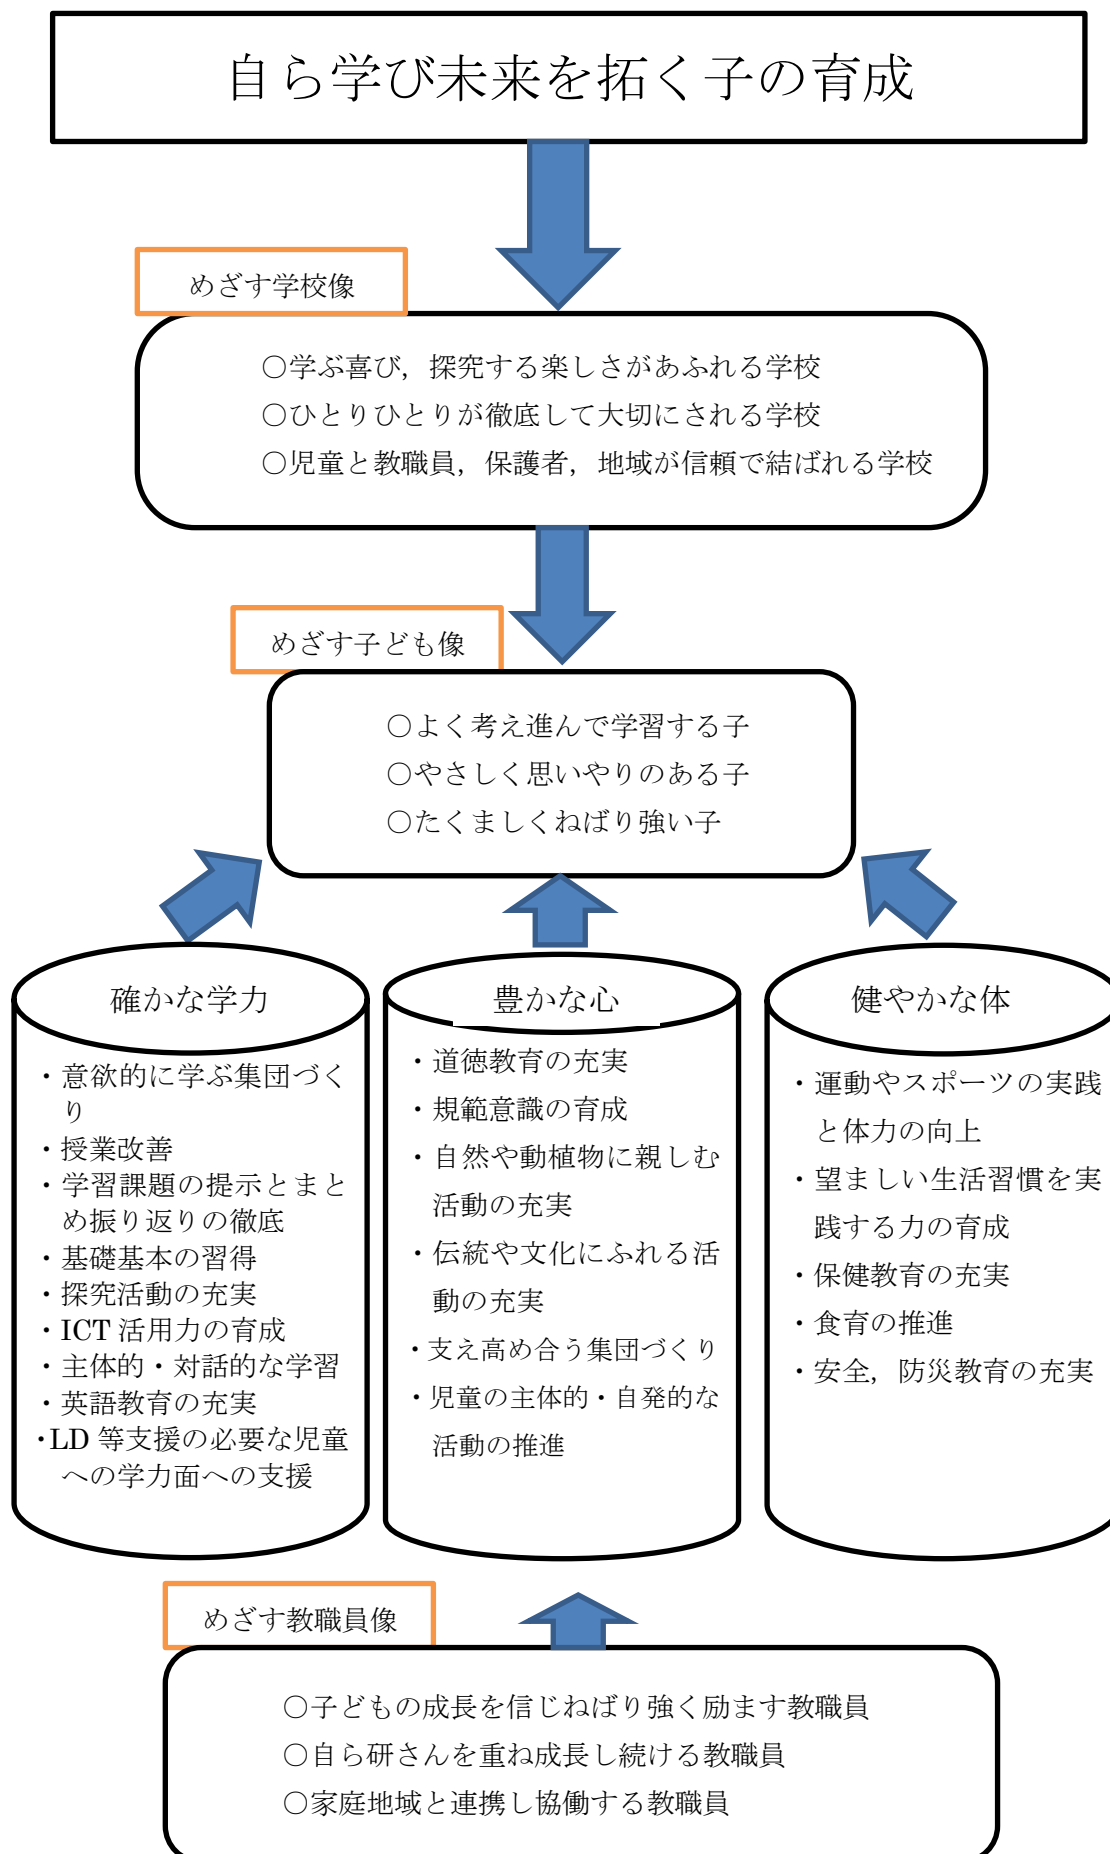 自ら学び未来を拓く子の育成
めざす学校像
○学ぶ喜び，探究する楽しさがあふれる学校
○ひとりひとりが徹底して大切にされる学校
○児童と教職員，保護者，地域が信頼で結ばれる学校
めざす子ども像
○よく考え進んで学習する子
○やさしく思いやりのある子
○たくましくねばり強い子
確かな学力
・意欲的に学ぶ集団づく
り
・授業改善
・学習課題の提示とまと
め振り返りの徹底
・基礎基本の習得
・探究活動の充実
・ICT 活用力の育成
・主体的・対話的な学習
・英語教育の充実
・LD 等支援の必要な児童
への学力面への支援
豊かな心
・道徳教育の充実
・規範意識の育成
・自然や動植物に親しむ
活動の充実
・伝統や文化にふれる活
動の充実
・支え高め合う集団づくり
・児童の主体的・自発的な
活動の推進
健やかな体
・運動やスポーツの実践
と体力の向上
・望ましい生活習慣を実
践する力の育成
・保健教育の充実
・食育の推進
・安全，防災教育の充実
めざす教職員像
○子どもの成長を信じねばり強く励ます教職員
○自ら研さんを重ね成長し続ける教職員
○家庭地域と連携し協働する教職員